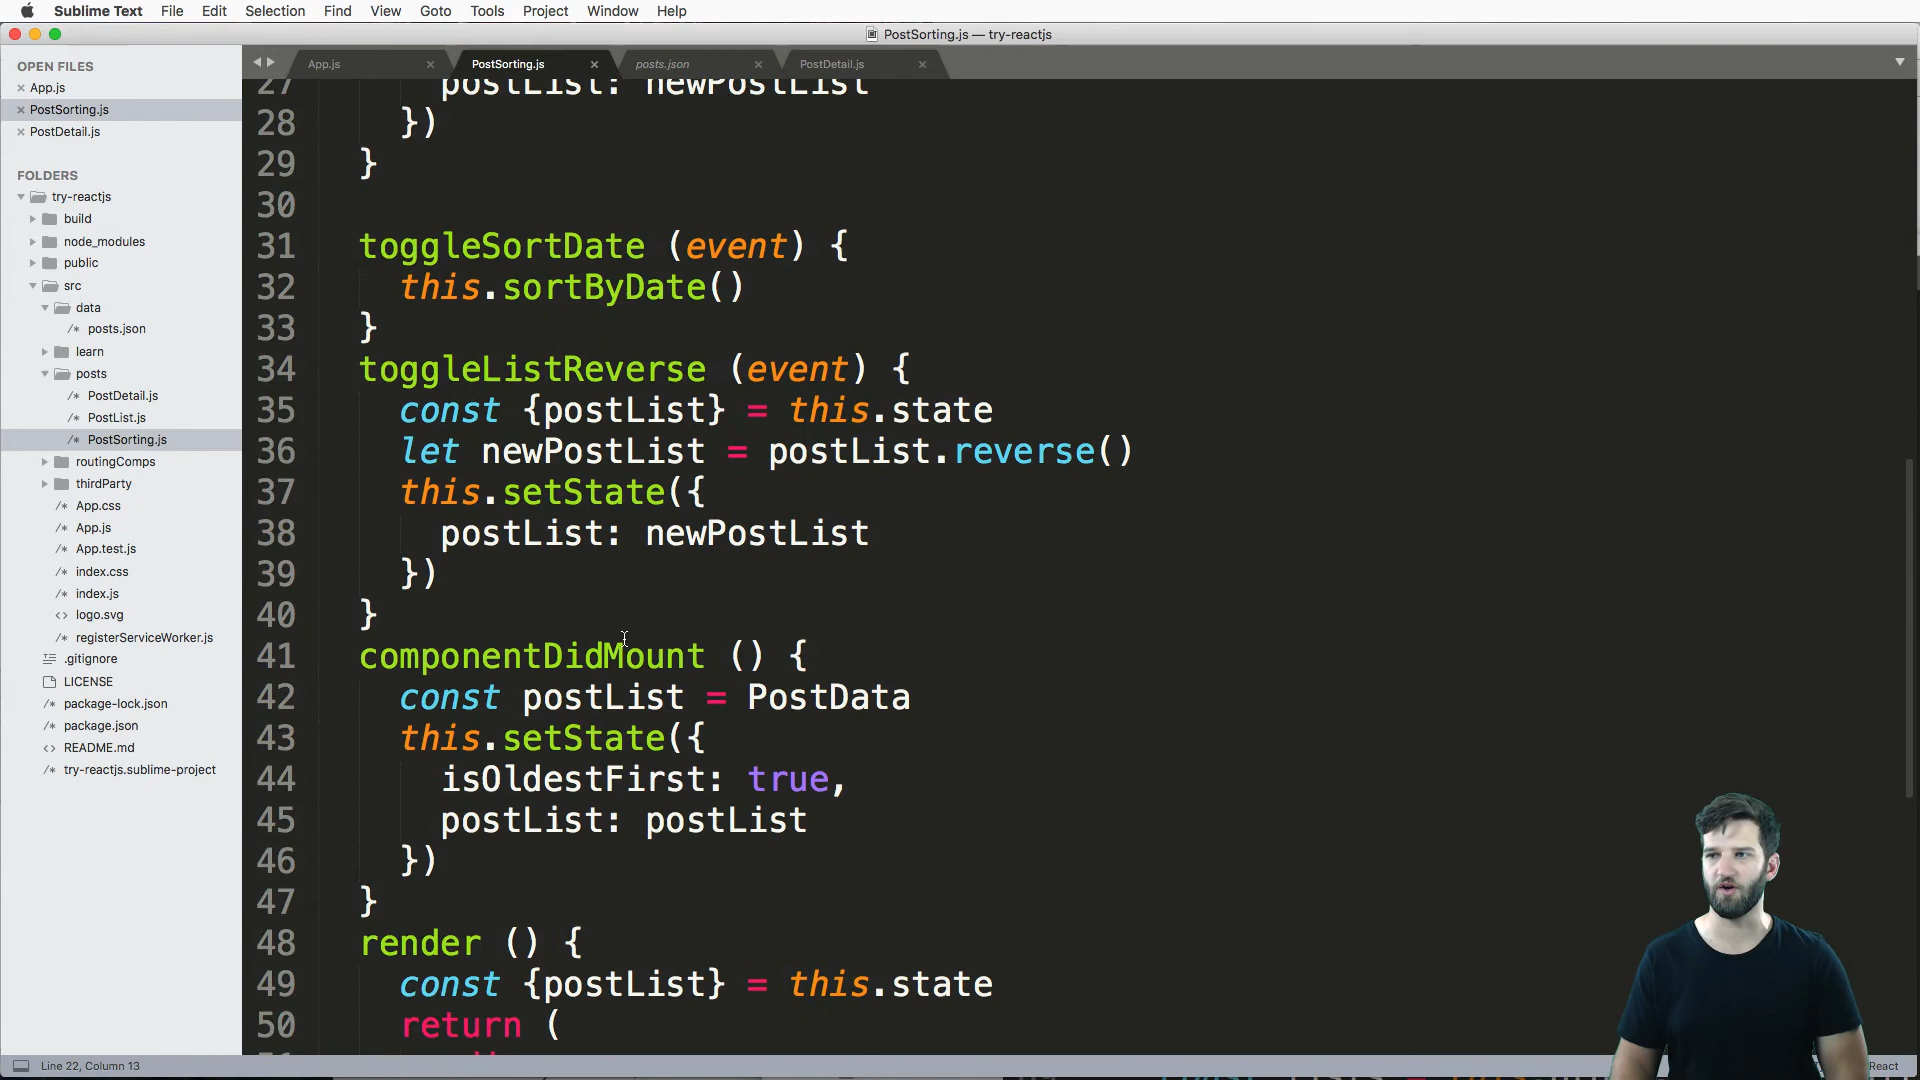 Sublime Text File Edit Selection Find View Goto Tools Project Window Help
PostSorting.js — try-reactjs
OPEN FILES
App.js
PostSorting.js
PostDetail.js
FOLDERS
try-reactjs
build
node_modules
public
src
data
posts.json
learn
posts
PostDetail.js
PostList.js
PostSorting.js
routingComps
thirdParty
App.css
App.js
App.test.js
index.css
index.js
logo.svg
registerServiceWorker.js
.gitignore
LICENSE
package-lock.json
package.json
README.md
try-reactjs.sublime-project
App.js PostSorting.js posts.json PostDetail.js
27 postList: newPostList
28 })
29 }
30
31 toggleSortDate (event) {
32 this.sortByDate()
33 }
34 toggleListReverse (event) {
35 const {postList} = this.state
36 let newPostList = postList.reverse()
37 this.setState({
38 postList: newPostList
39 })
40 }
41 componentDidMount () {
42 const postList = PostData
43 this.setState({
44 isOldestFirst: true,
45 postList: postList
46 })
47 }
48 render () {
49 const {postList} = this.state
50 return (
Line 22, Column 13
React